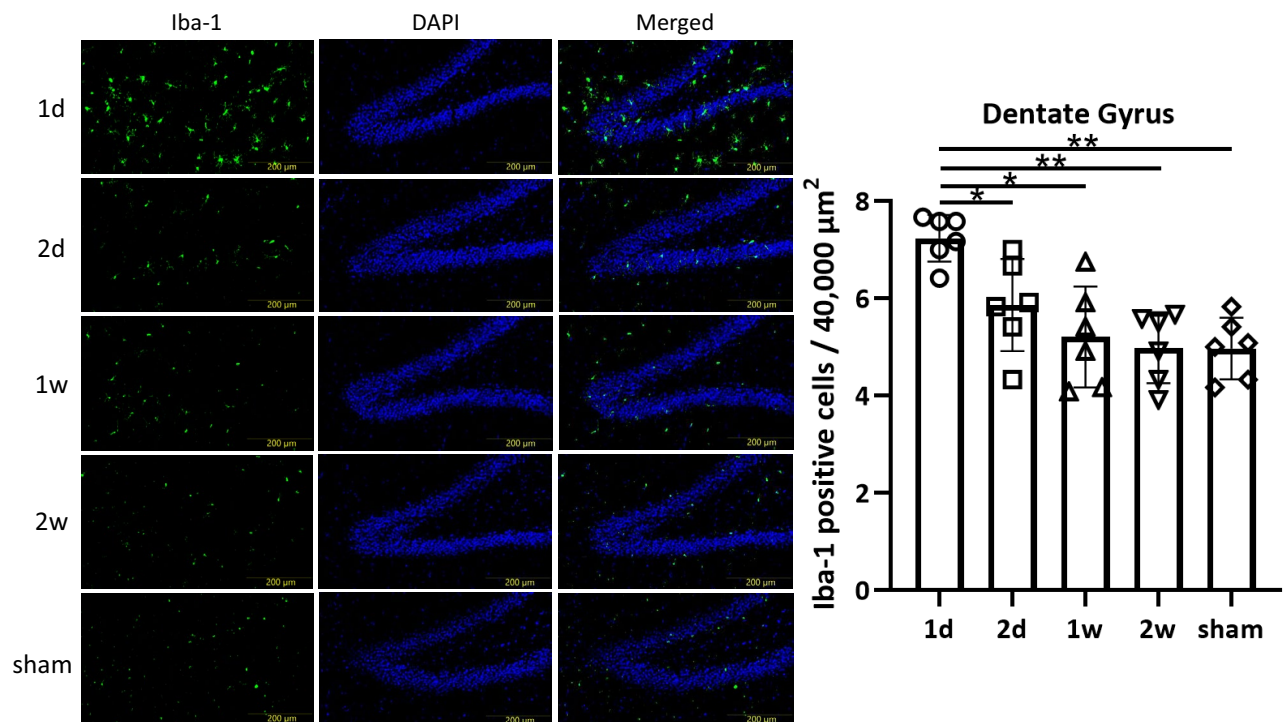 Iba-1 DAPI Merged
1d
200 µm 200 µm 200 µm
2d
200 µm 200 µm 200 µm
1w
200 µm 200 µm 200 µm
2w
200 µm 200 µm 200 µm
sham
200 µm 200 µm 200 µm
Dentate Gyrus
**
**
*
*
Iba-1 positive cells / 40,000 µm²
8
6
4
2
0
1d 2d 1w 2w sham